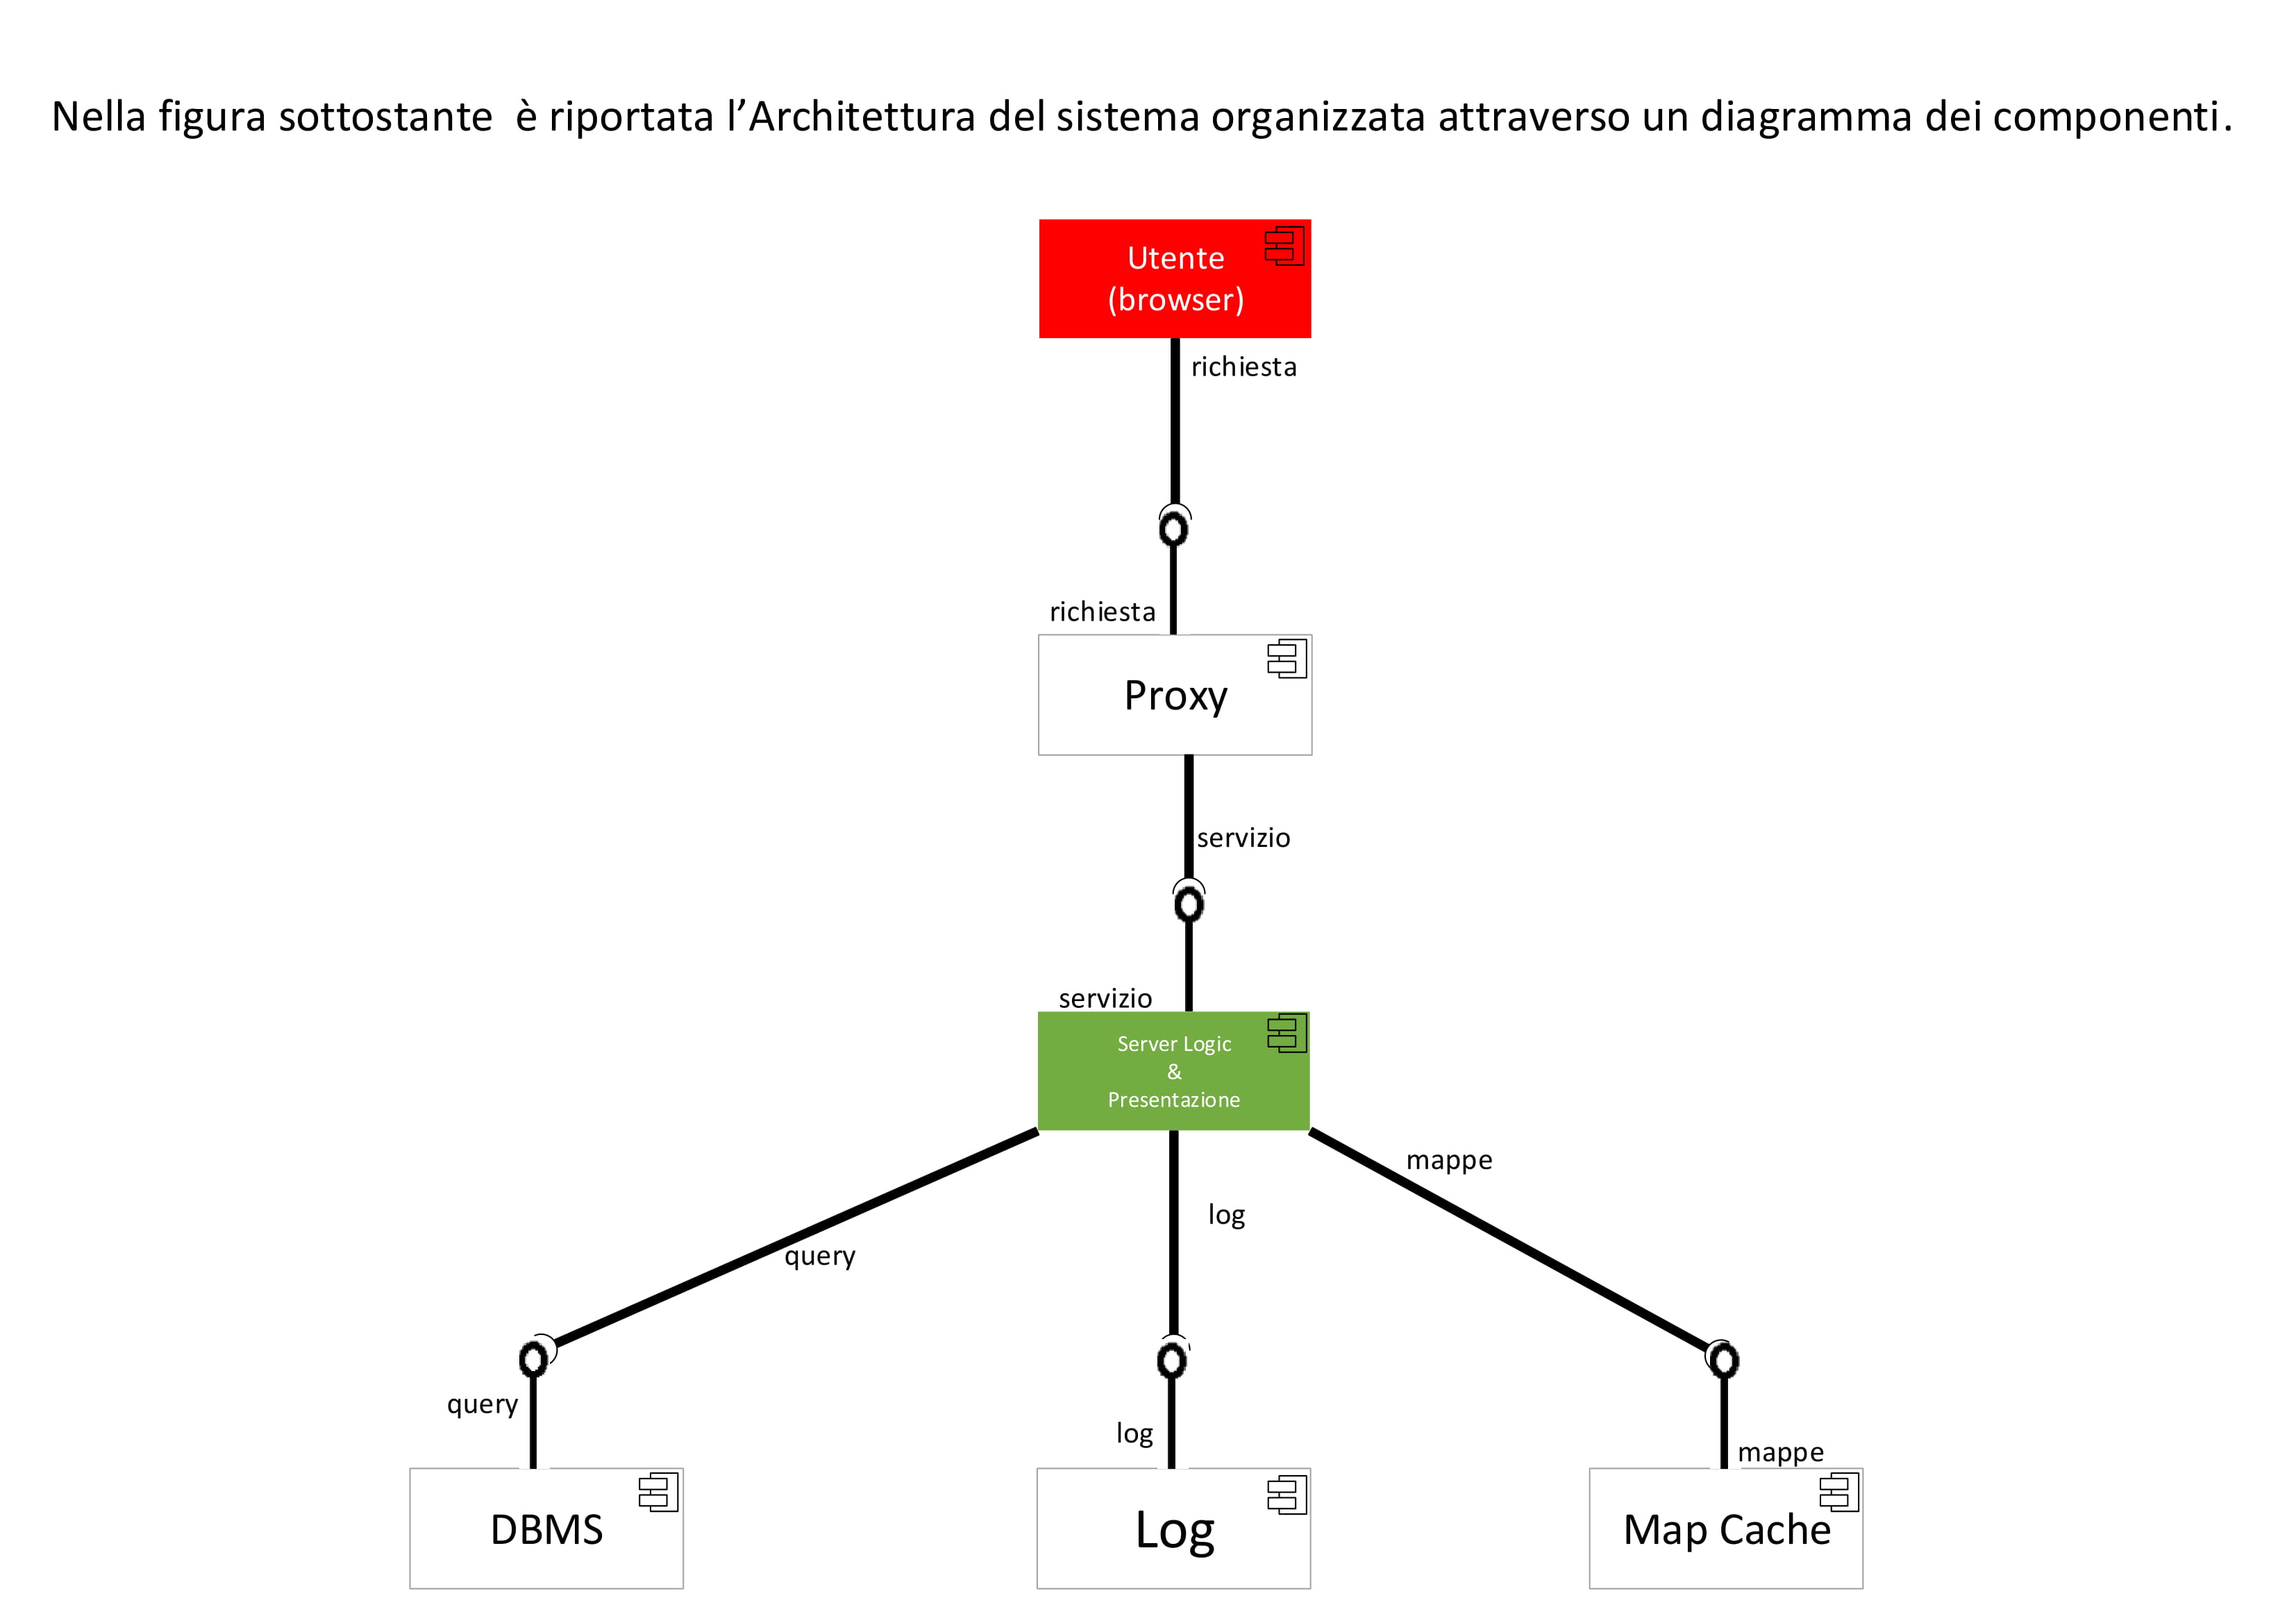 Nella figura sottostante  è riportata l’Architettura del sistema organizzata attraverso un diagramma dei componenti.
Utente
(browser)
richiesta
richiesta
Proxy
servizio
servizio
Server Logic
&
Presentazione
mappe
log
query
query
log
mappe
DBMS
Log
Map Cache